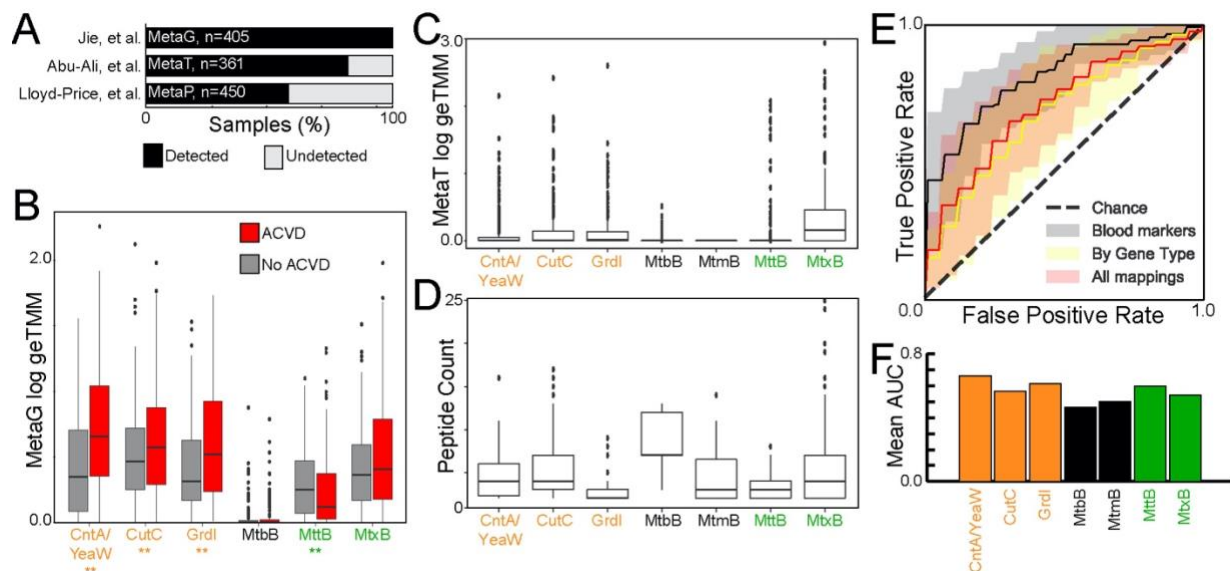 A
Jie, et al.
MetaG, n=405
Abu-Ali, et al.
MetaT, n=361
Lloyd-Price, et al.
MetaP, n=450
0
100
Samples (%)
Detected
Undetected
B
MetaG log geTMM
2.0
0.0
ACVD
No ACVD
CntA/
YeaW
**
CutC
**
GrdI
**
MtbB
MttB
**
MtxB
C
MetaT log geTMM
3.0
0.0
CntA/
YeaW
CutC
GrdI
MtbB
MtmB
MttB
MtxB
D
Peptide Count
25
0
CntA/
YeaW
CutC
GrdI
MtbB
MtmB
MttB
MtxB
E
True Positive Rate
1.0
0.0
1.0
False Positive Rate
Chance
Blood markers
By Gene Type
All mappings
F
Mean AUC
0.8
0.0
CntA/YeaW
CutC
GrdI
MtbB
MtmB
MttB
MtxB